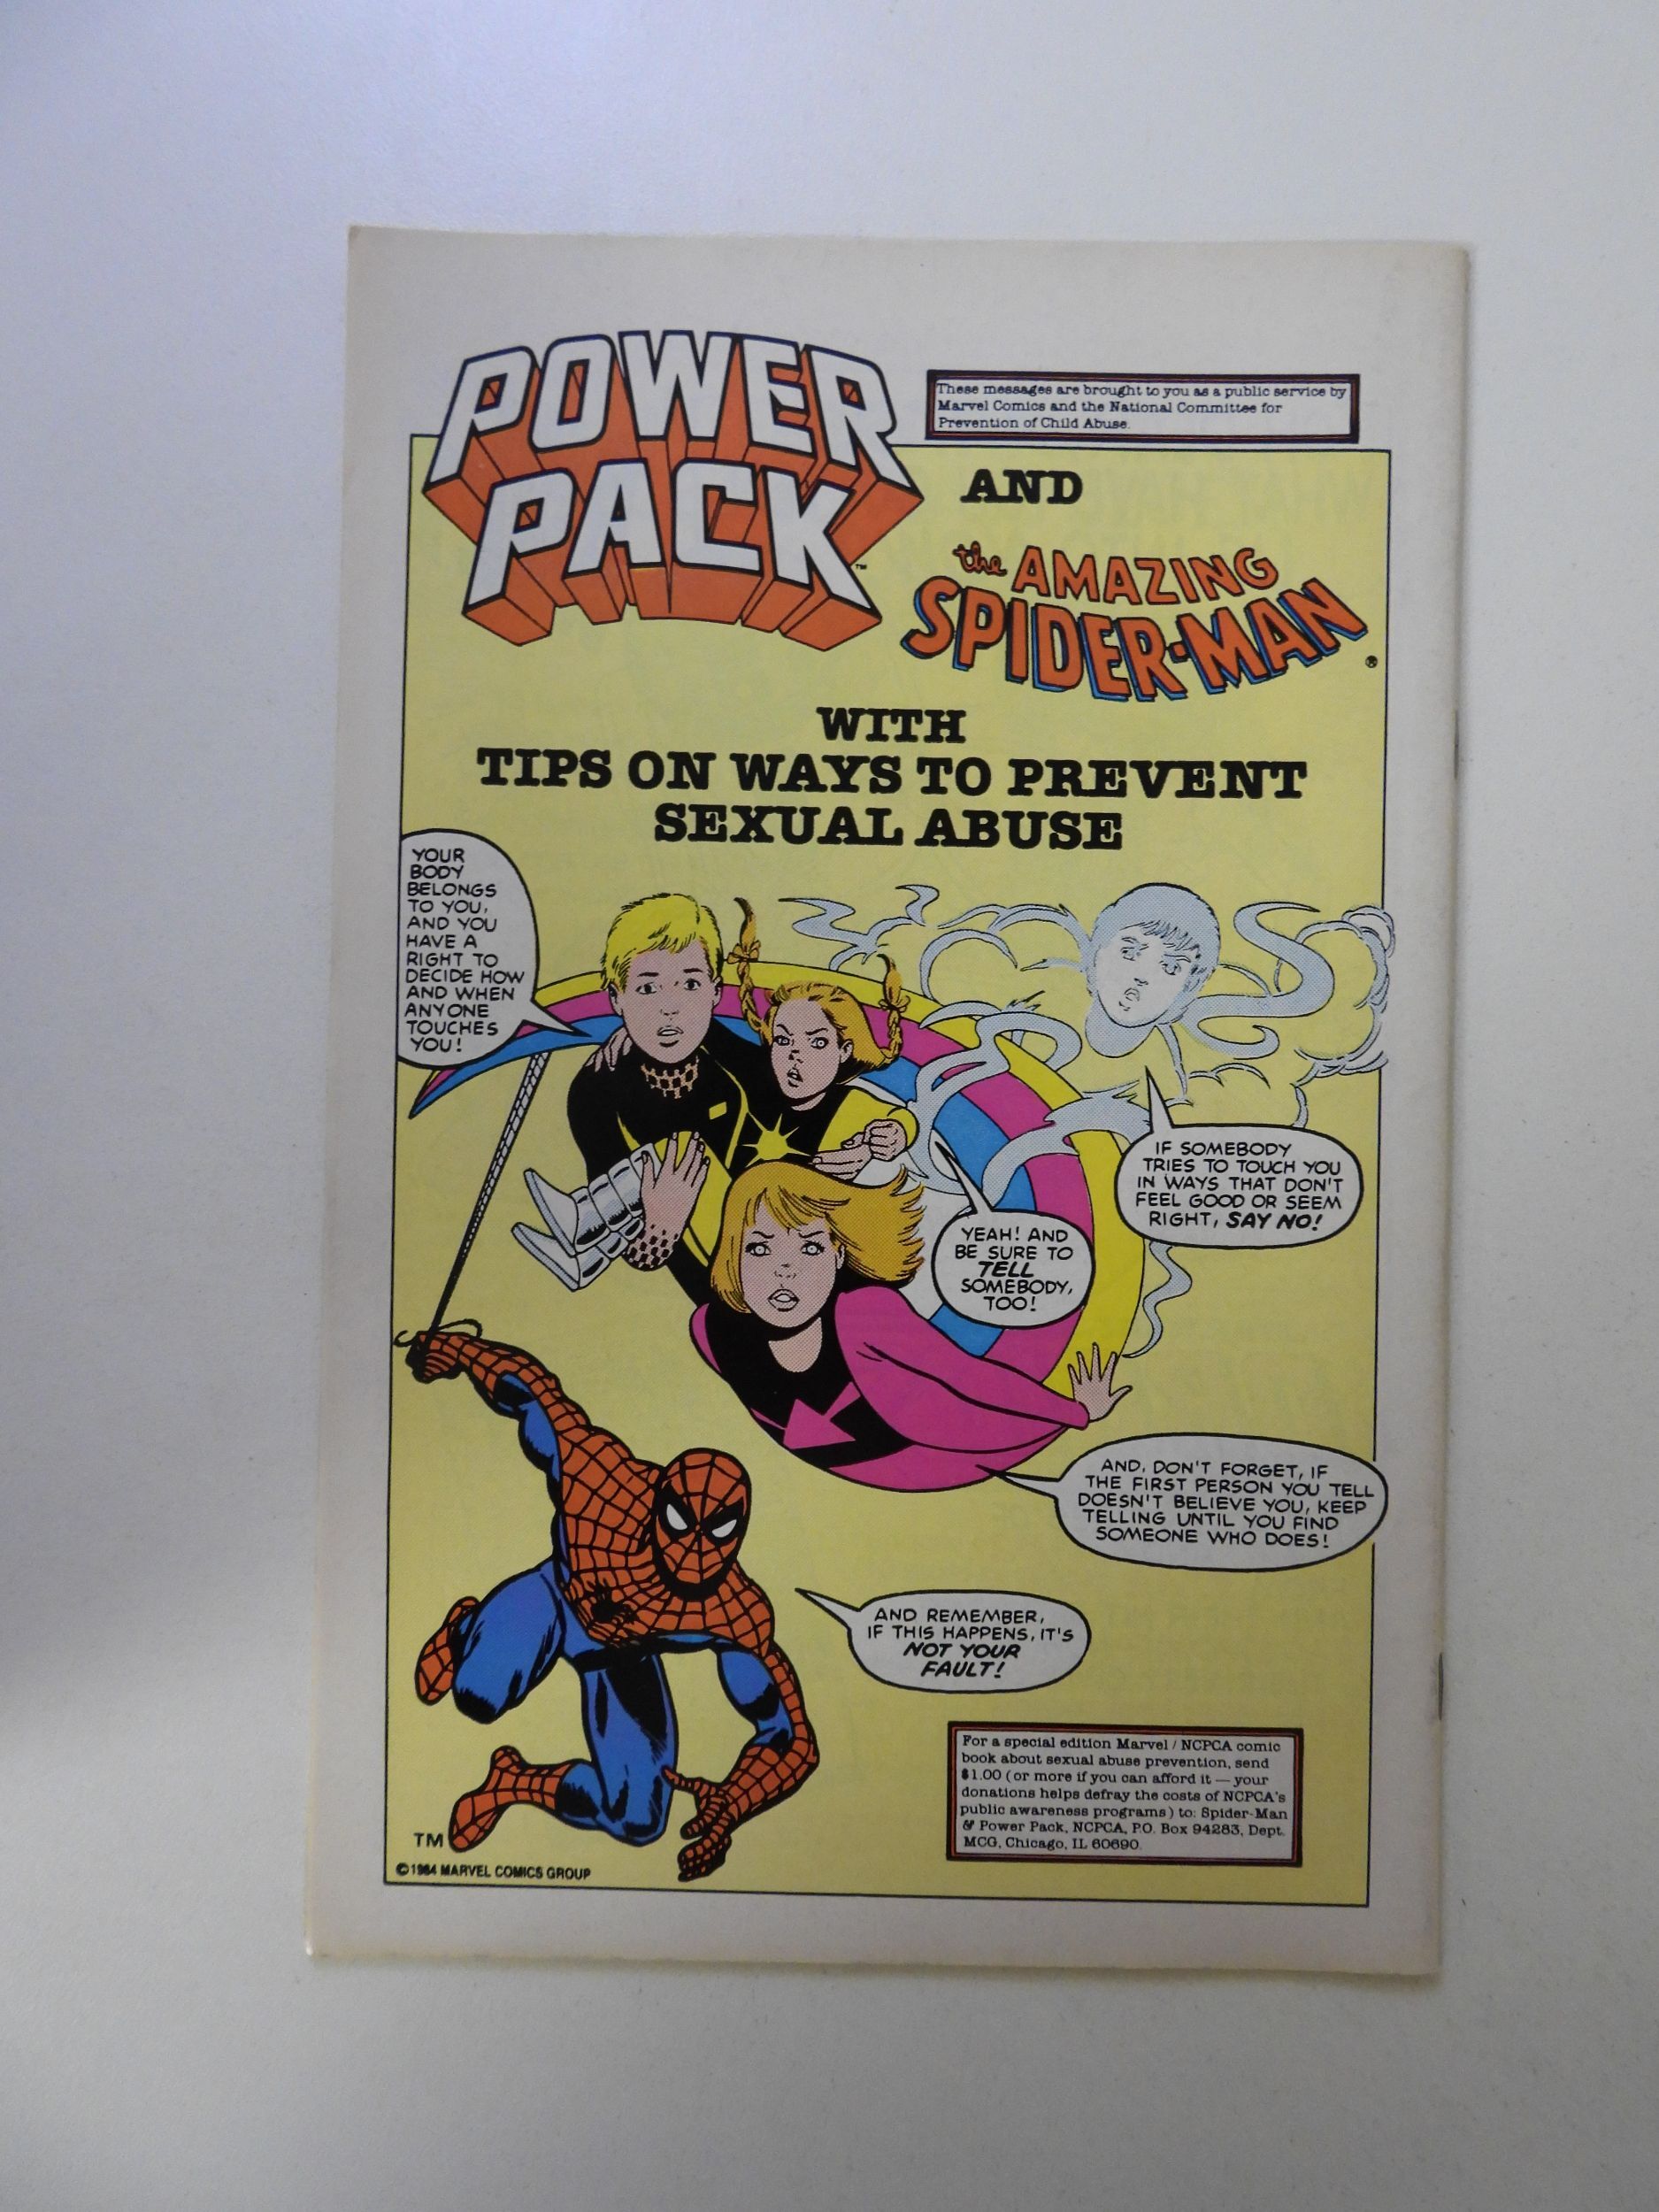 POWER
PACK
™
These messages are brought to you as a public service by
Marvel Comics and the National Committee for
Prevention of Child Abuse.
AND
the AMAZING
SPIDER-MAN
®
WITH
TIPS ON WAYS TO PREVENT
SEXUAL ABUSE
YOUR
BODY
BELONGS
TO YOU,
AND YOU
HAVE A
RIGHT TO
DECIDE HOW
AND WHEN
ANYONE
TOUCHES
YOU!
IF SOMEBODY
TRIES TO TOUCH YOU
IN WAYS THAT DON'T
FEEL GOOD OR SEEM
RIGHT, SAY NO!
YEAH! AND
BE SURE TO
TELL
SOMEBODY,
TOO!
AND, DON'T FORGET, IF
THE FIRST PERSON YOU TELL
DOESN'T BELIEVE YOU, KEEP
TELLING UNTIL YOU FIND
SOMEONE WHO DOES!
AND REMEMBER,
IF THIS HAPPENS, IT'S
NOT YOUR
FAULT!
For a special edition Marvel / NCPCA comic
book about sexual abuse prevention, send
$1.00 (or more if you can afford it — your
donations helps defray the costs of NCPCA's
public awareness programs) to: Spider-Man
& Power Pack, NCPCA, P.O. Box 94283, Dept.
MCG, Chicago, IL 60690.
TM
© 1984 MARVEL COMICS GROUP